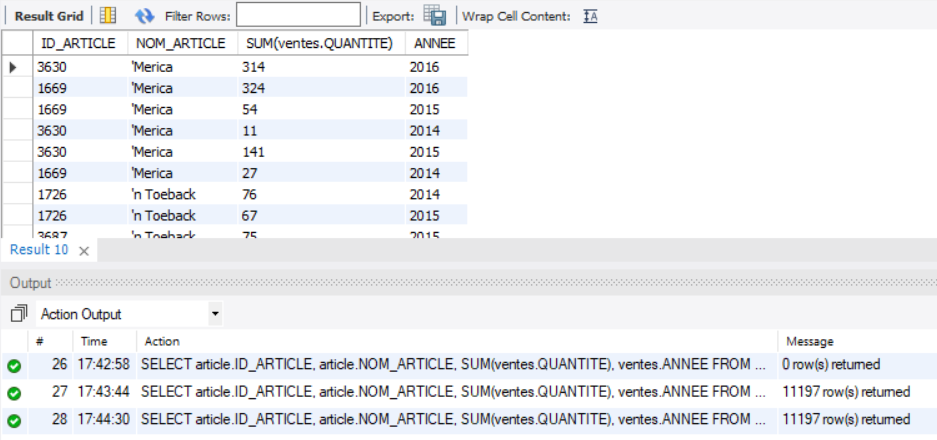 Result Grid Filter Rows: Export: Wrap Cell Content: IA
ID_ARTICLE NOM_ARTICLE SUM(ventes.QUANTITE) ANNEE
3630 'Merica 314 2016
1669 'Merica 324 2016
1669 'Merica 54 2015
3630 'Merica 11 2014
3630 'Merica 141 2015
1669 'Merica 27 2014
1726 'n Toeback 76 2014
1726 'n Toeback 67 2015
3687 'n Toeback 75 2015
Result 10 ×
Output
Action Output
# Time Action Message
26 17:42:58 SELECT article.ID_ARTICLE, article.NOM_ARTICLE, SUM(ventes.QUANTITE), ventes.ANNEE FROM ... 0 row(s) returned
27 17:43:44 SELECT article.ID_ARTICLE, article.NOM_ARTICLE, SUM(ventes.QUANTITE), ventes.ANNEE FROM ... 11197 row(s) returned
28 17:44:30 SELECT article.ID_ARTICLE, article.NOM_ARTICLE, SUM(ventes.QUANTITE), ventes.ANNEE FROM ... 11197 row(s) returned